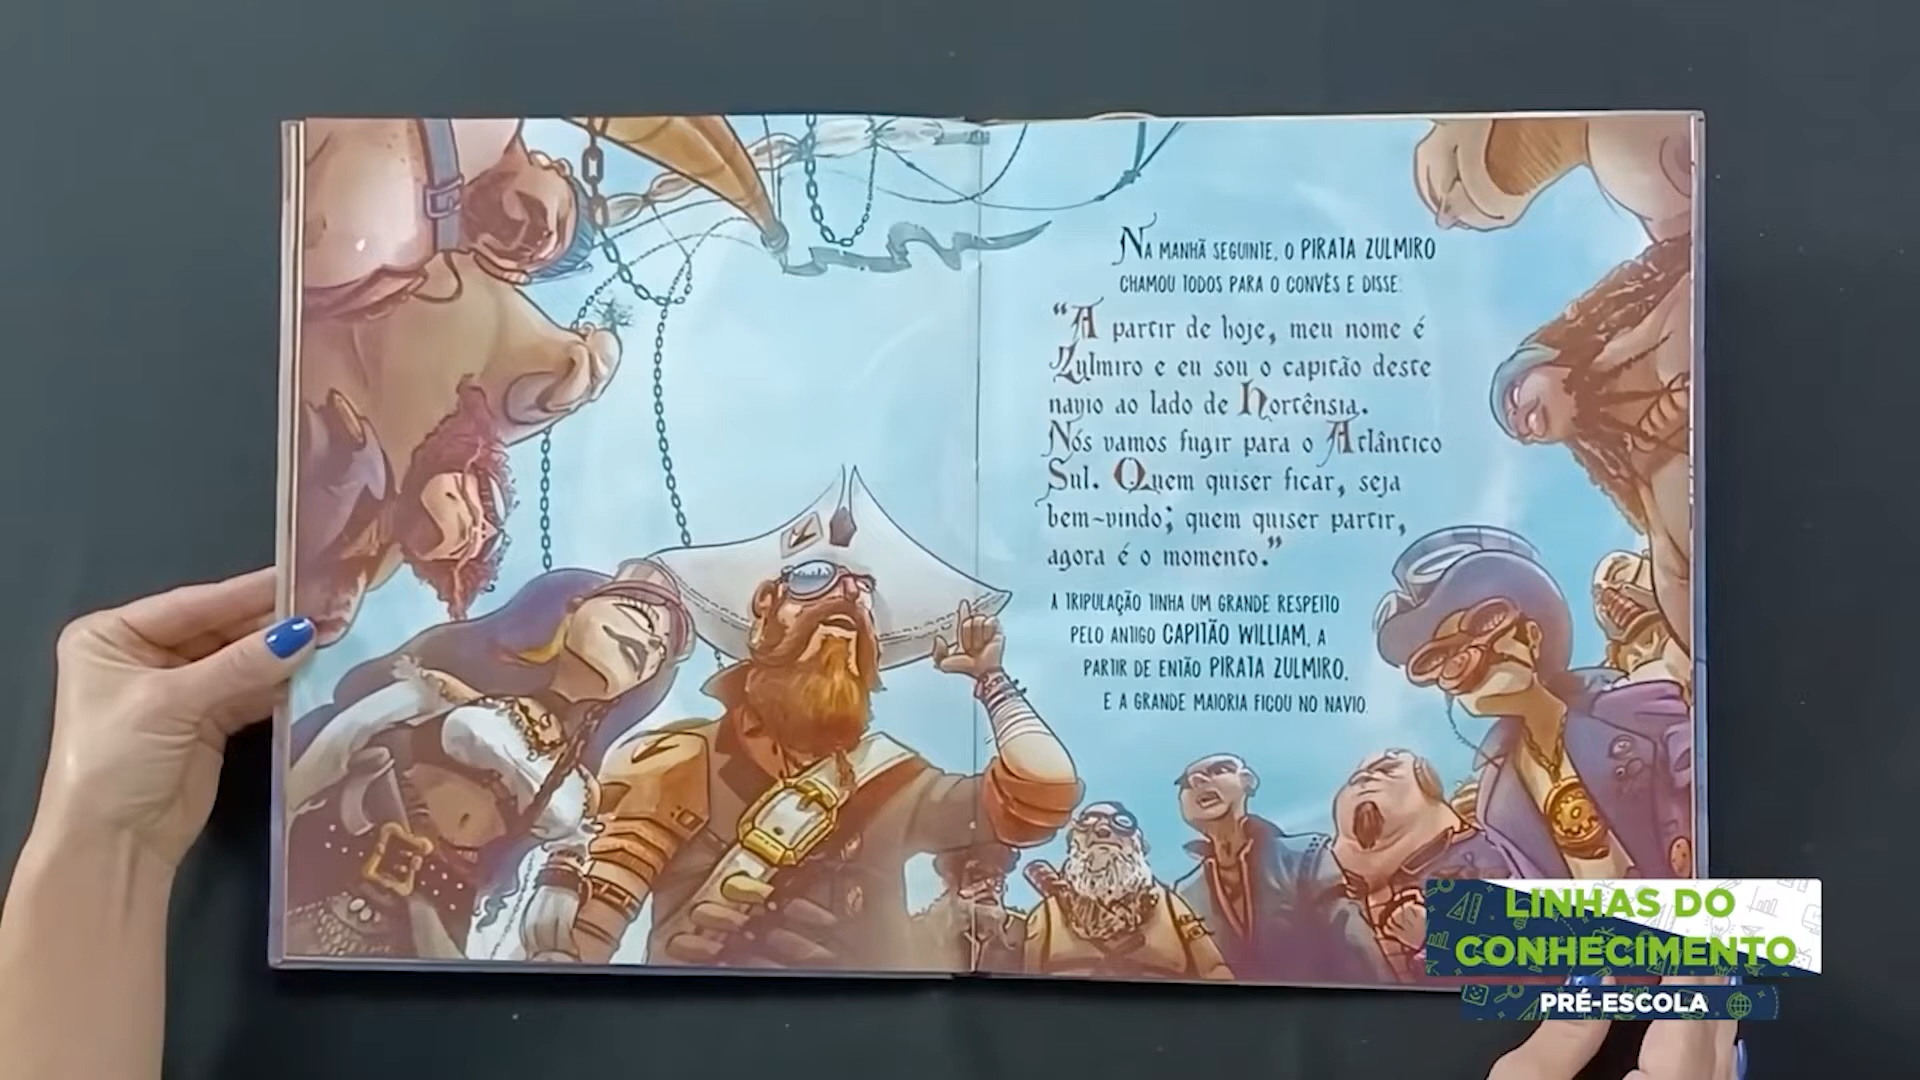 NA MANHÃ SEGUINTE, O PIRATA ZULMIRO
CHAMOU TODOS PARA O CONVÉS E DISSE:
“A partir de hoje, meu nome é
Zulmiro e eu sou o capitão deste
navio ao lado de Hortênsia.
Nós vamos fugir para o Atlântico
Sul. Quem quiser ficar, seja
bem-vindo; quem quiser partir,
agora é o momento.”
A TRIPULAÇÃO TINHA UM GRANDE RESPEITO
PELO ANTIGO CAPITÃO WILLIAM, A
PARTIR DE ENTÃO PIRATA ZULMIRO,
E A GRANDE MAIORIA FICOU NO NAVIO.
LINHAS DO
CONHECIMENTO
PRÉ-ESCOLA